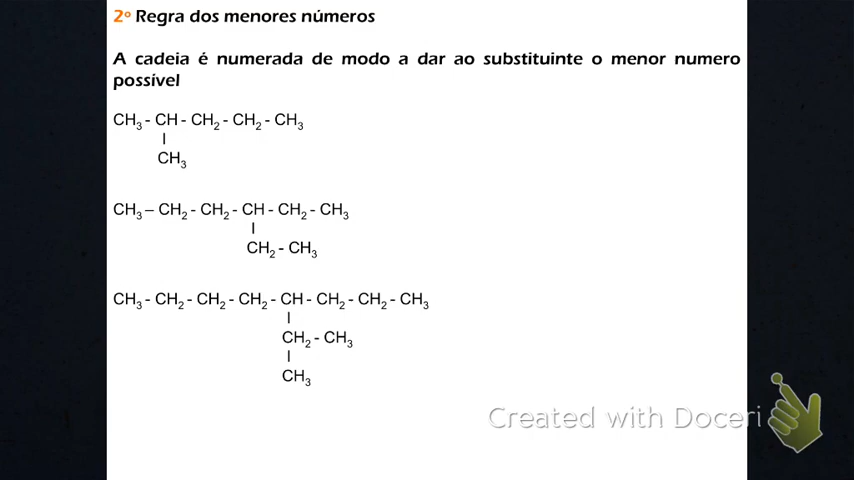 2º Regra dos menores números
A cadeia é numerada de modo a dar ao substituinte o menor numero
possível
CH₃ - CH - CH₂ - CH₂ - CH₃
I
CH₃
CH₃ – CH₂ - CH₂ - CH - CH₂ - CH₃
I
CH₂ - CH₃
CH₃ - CH₂ - CH₂ - CH₂ - CH - CH₂ - CH₂ - CH₃
I
CH₂ - CH₃
I
CH₃
Created with Doceri